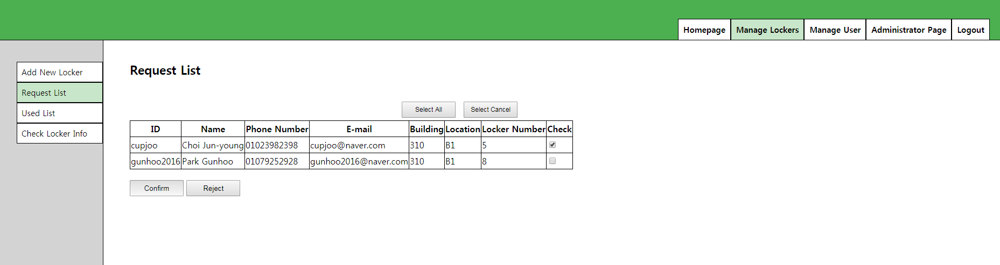 Homepage Manage Lockers Manage User Administrator Page Logout
Add New Locker
Request List
Used List
Check Locker Info
Request List
Select All Select Cancel
ID Name Phone Number E-mail Building Location Locker Number Check
cupjoo Choi Jun-young 01023982398 cupjoo@naver.com 310 B1 5
gunhoo2016 Park Gunhoo 01079252928 gunhoo2016@naver.com 310 B1 8
Confirm Reject